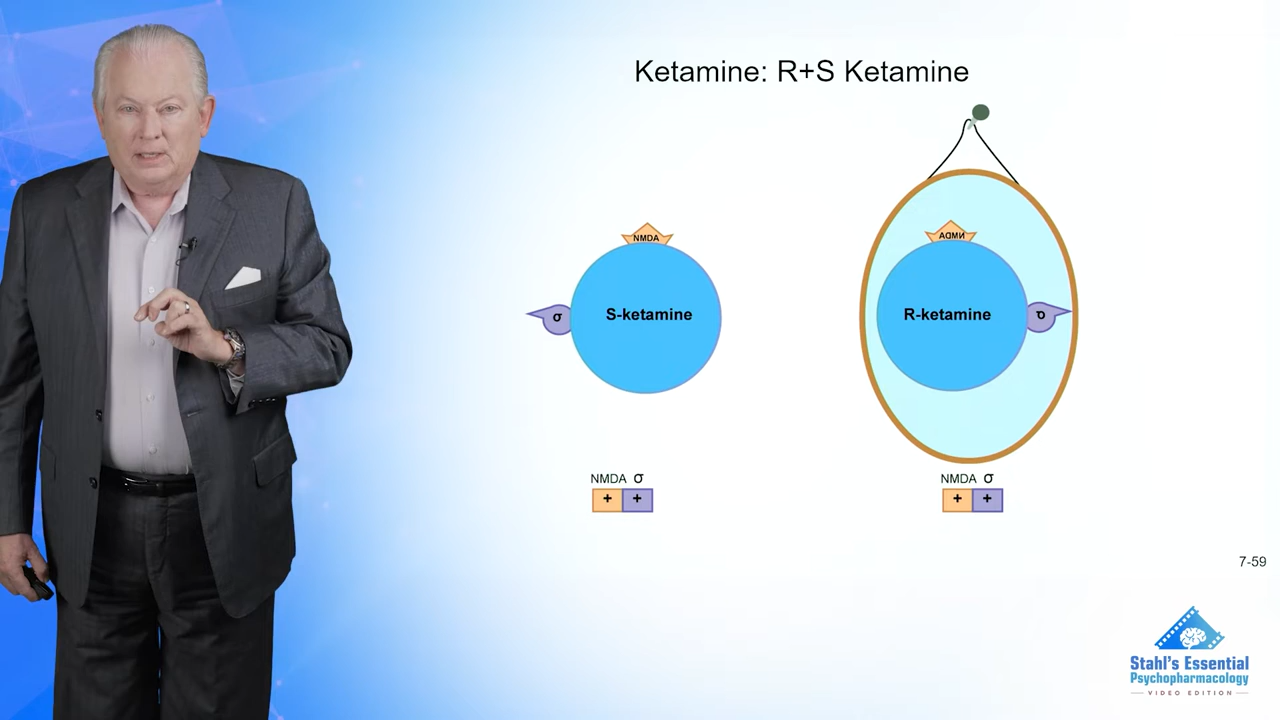 Ketamine: R+S Ketamine
NMDA
σ
S-ketamine
NMDA
R-ketamine
σ
NMDA σ
+ +
NMDA σ
+ +
7-59
Stahl's Essential
Psychopharmacology
VIDEO EDITION